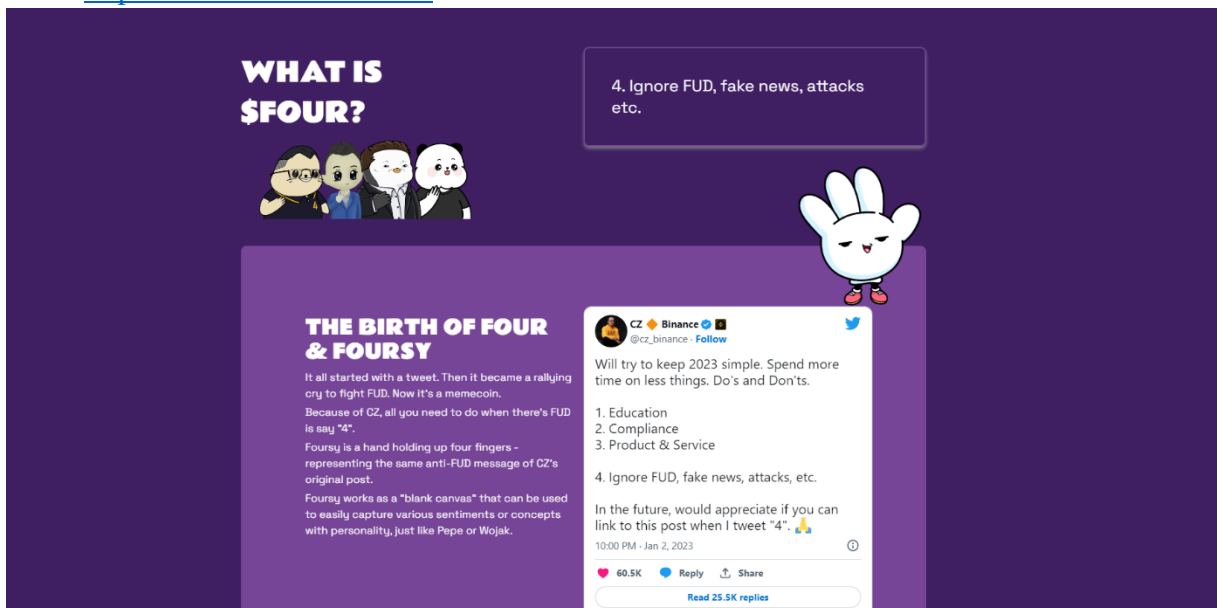 WHAT IS
$FOUR?
4. Ignore FUD, fake news, attacks
etc.
THE BIRTH OF FOUR
& FOURSY
It all started with a tweet. Then it became a rallying
cry to fight FUD. Now it's a memecoin.
Because of CZ, all you need to do when there's FUD
is say "4".
Foursy is a hand holding up four fingers -
representing the same anti-FUD message of CZ's
original post.
Foursy works as a "blank canvas" that can be used
to easily capture various sentiments or concepts
with personality, just like Pepe or Wojak.
CZ 🔶 Binance
@cz_binance · Follow
Will try to keep 2023 simple. Spend more
time on less things. Do's and Don'ts.
1. Education
2. Compliance
3. Product & Service
4. Ignore FUD, fake news, attacks, etc.
In the future, would appreciate if you can
link to this post when I tweet "4". 🙏
10:00 PM · Jan 2, 2023
60.5K Reply Share
Read 25.5K replies